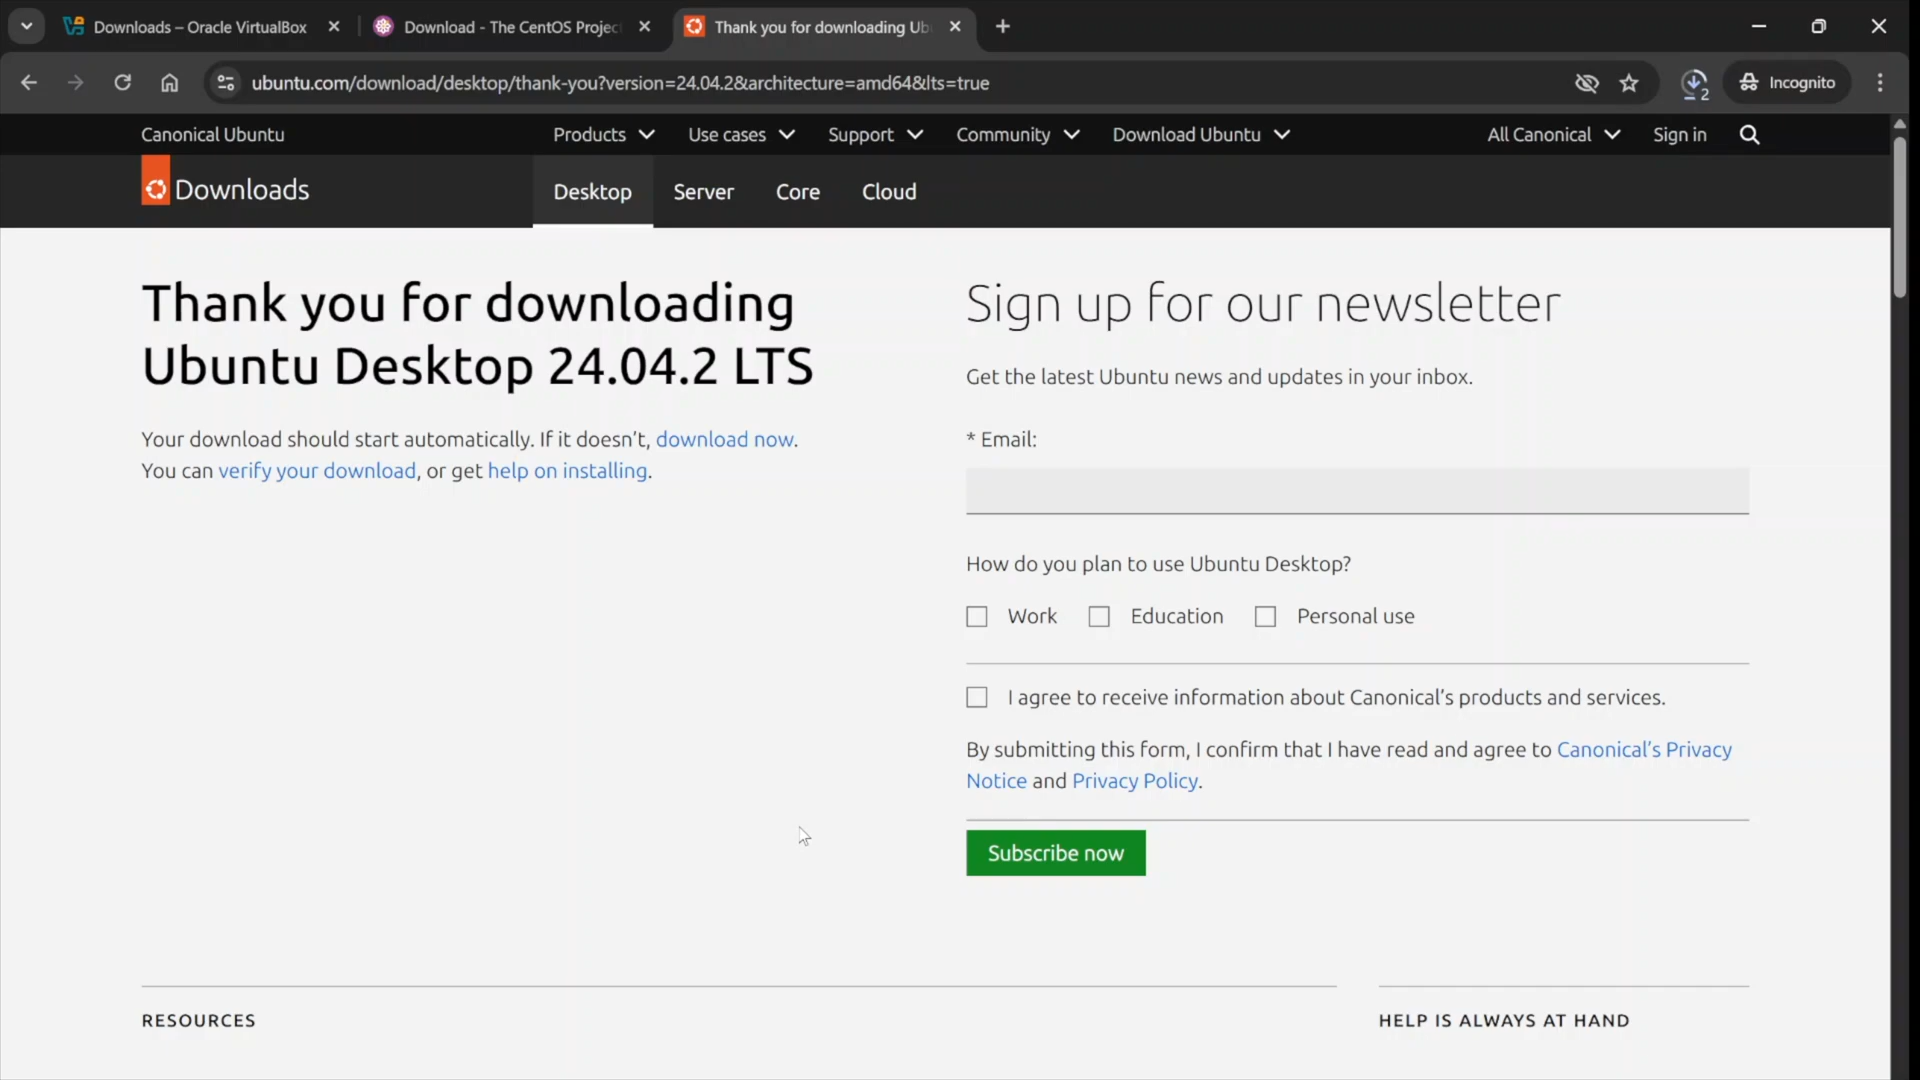 Downloads – Oracle VirtualBox
Download - The CentOS Projec
Thank you for downloading Ub
ubuntu.com/download/desktop/thank-you?version=24.04.2&architecture=amd64&lts=true
2
Incognito
Canonical Ubuntu
Products
Use cases
Support
Community
Download Ubuntu
All Canonical
Sign in
Downloads
Desktop
Server
Core
Cloud
Thank you for downloading
Ubuntu Desktop 24.04.2 LTS
Your download should start automatically. If it doesn’t, download now.
You can verify your download, or get help on installing.
Sign up for our newsletter
Get the latest Ubuntu news and updates in your inbox.
* Email:
How do you plan to use Ubuntu Desktop?
Work
Education
Personal use
I agree to receive information about Canonical’s products and services.
By submitting this form, I confirm that I have read and agree to Canonical’s Privacy
Notice and Privacy Policy.
Subscribe now
RESOURCES
HELP IS ALWAYS AT HAND